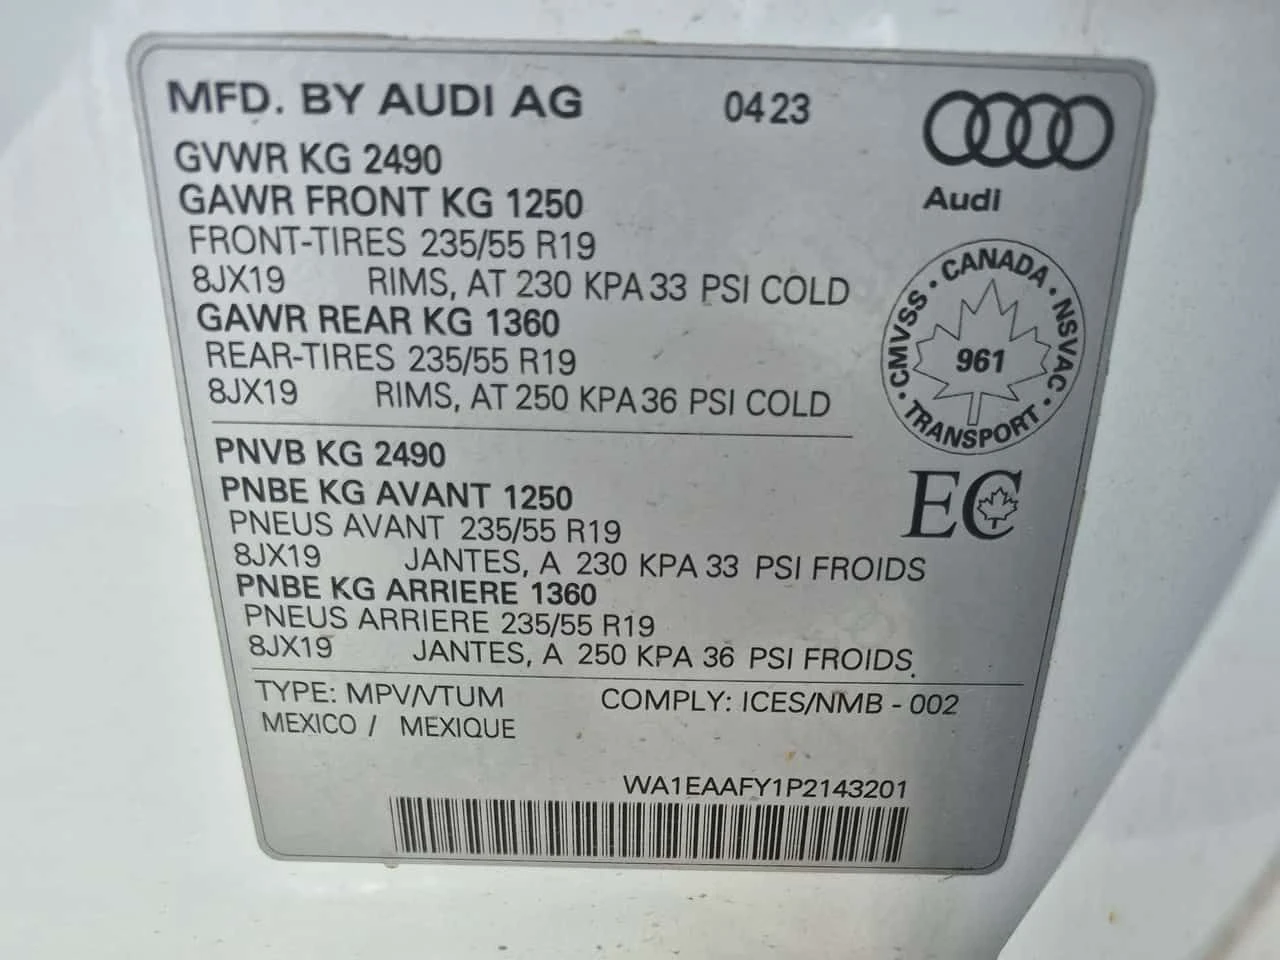 MFD. BY AUDI AG 0423
Audi
GVWR KG 2490
GAWR FRONT KG 1250
FRONT-TIRES 235/55 R19
8JX19 RIMS, AT 230 KPA 33 PSI COLD
GAWR REAR KG 1360
REAR-TIRES 235/55 R19
8JX19 RIMS, AT 250 KPA 36 PSI COLD
CMVSS · CANADA · NSVAC · TRANSPORT ·
961
EC
PNVB KG 2490
PNBE KG AVANT 1250
PNEUS AVANT 235/55 R19
8JX19 JANTES, A 230 KPA 33 PSI FROIDS
PNBE KG ARRIERE 1360
PNEUS ARRIERE 235/55 R19
8JX19 JANTES, A 250 KPA 36 PSI FROIDS.
TYPE: MPV/VTUM COMPLY: ICES/NMB - 002
MEXICO / MEXIQUE
WA1EAAFY1P2143201